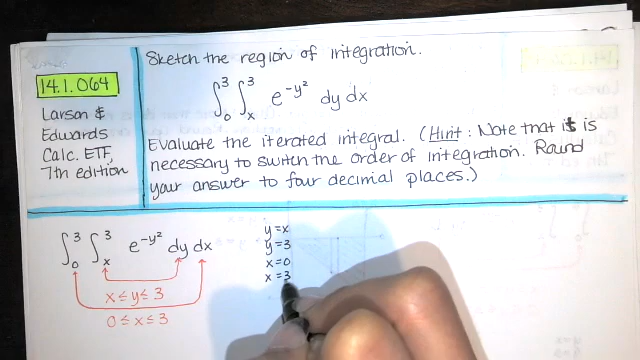 Sketch the region of integration.
14.1.064
∫₀³ ∫ₓ³ e^{-y²} dy dx
Larson &
Edwards
Calc. ETF,
7th edition
Evaluate the iterated integral. (Hint: Note that it is
necessary to switch the order of integration. Round
your answer to four decimal places.)
∫₀³ ∫ₓ³ e^{-y²} dy dx
x ≤ y ≤ 3
0 ≤ x ≤ 3
y = x
y = 3
x = 0
x = 3